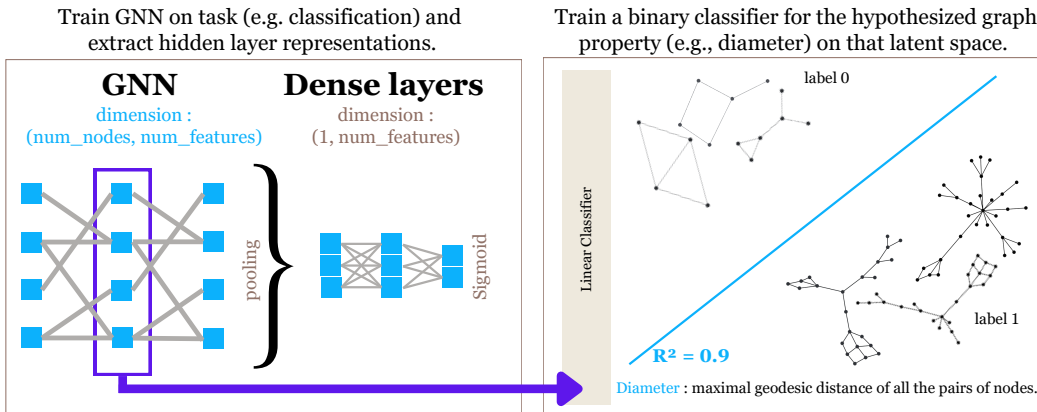 Train GNN on task (e.g. classification) and
extract hidden layer representations.
GNN
dimension :
(num_nodes, num_features)
Dense layers
dimension :
(1, num_features)
pooling
Sigmoid
Train a binary classifier for the hypothesized graph
property (e.g., diameter) on that latent space.
Linear Classifier
label 0
label 1
R² = 0.9
Diameter : maximal geodesic distance of all the pairs of nodes.